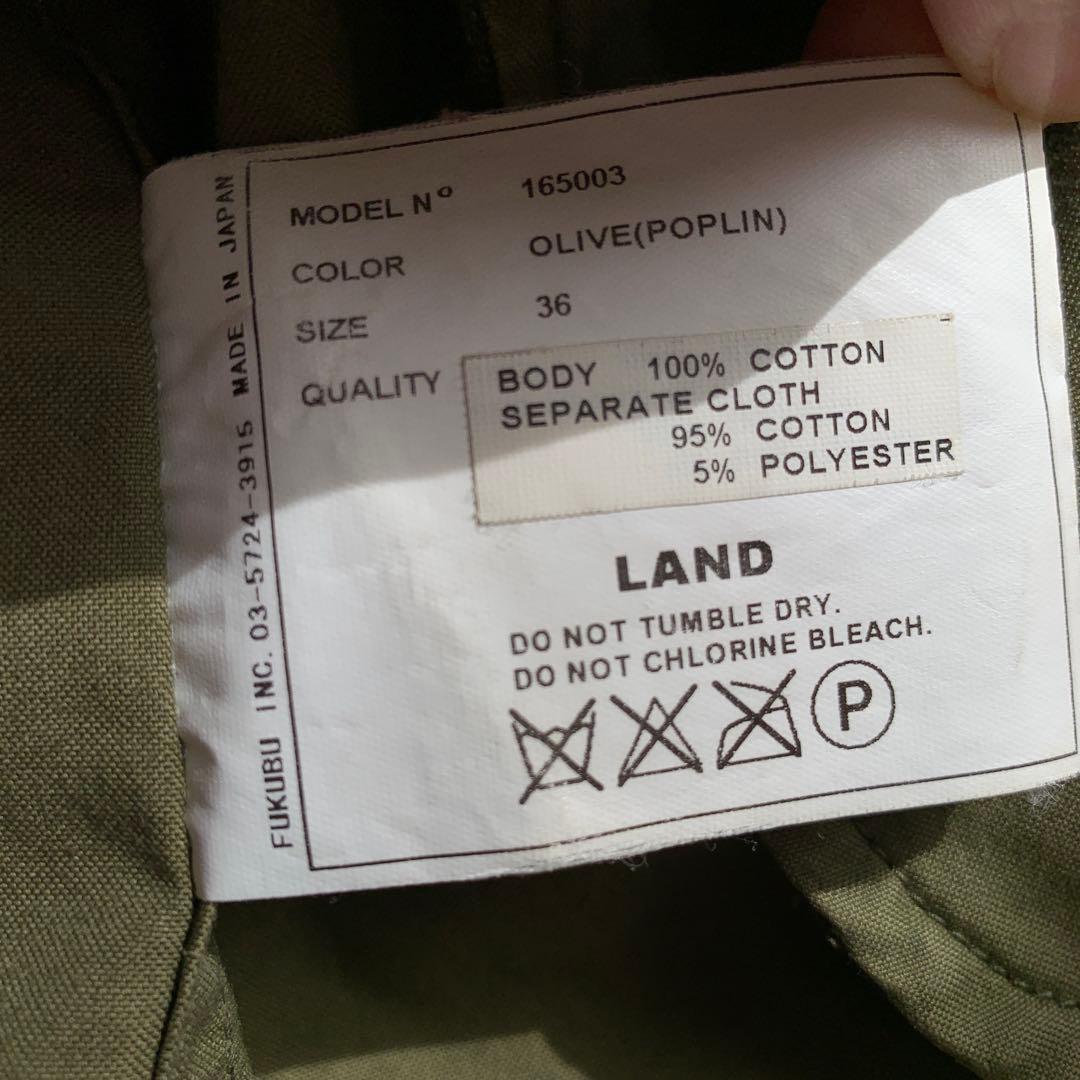 MODEL Nº 165003
COLOR OLIVE(POPLIN)
SIZE 36
QUALITY BODY 100% COTTON
SEPARATE CLOTH
95% COTTON
5% POLYESTER
LAND
DO NOT TUMBLE DRY.
DO NOT CHLORINE BLEACH.
P
FUKUBU INC. 03-5724-3915 MADE IN JAPAN